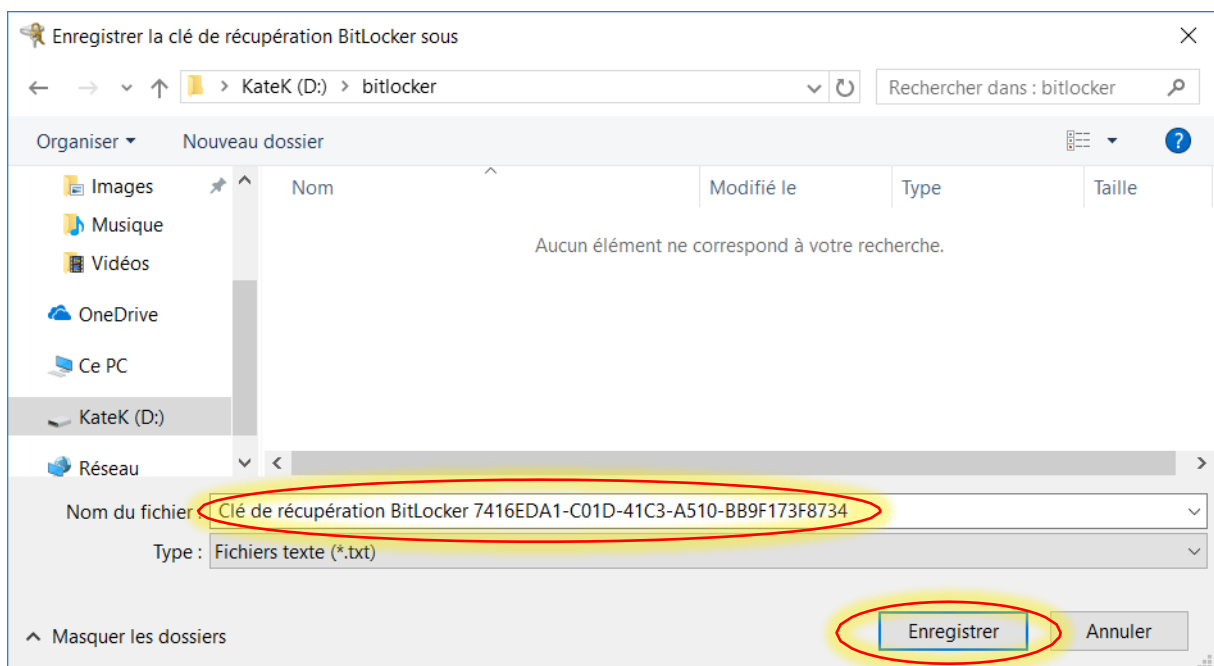 Enregistrer la clé de récupération BitLocker sous
KateK (D:) > bitlocker
Rechercher dans : bitlocker
Organiser
Nouveau dossier
?
Images
Musique
Vidéos
OneDrive
Ce PC
KateK (D:)
Réseau
Nom
Modifié le
Type
Taille
Aucun élément ne correspond à votre recherche.
Nom du fichier : Clé de récupération BitLocker 7416EDA1-C01D-41C3-A510-BB9F173F8734
Type : Fichiers texte (*.txt)
Masquer les dossiers
Enregistrer
Annuler